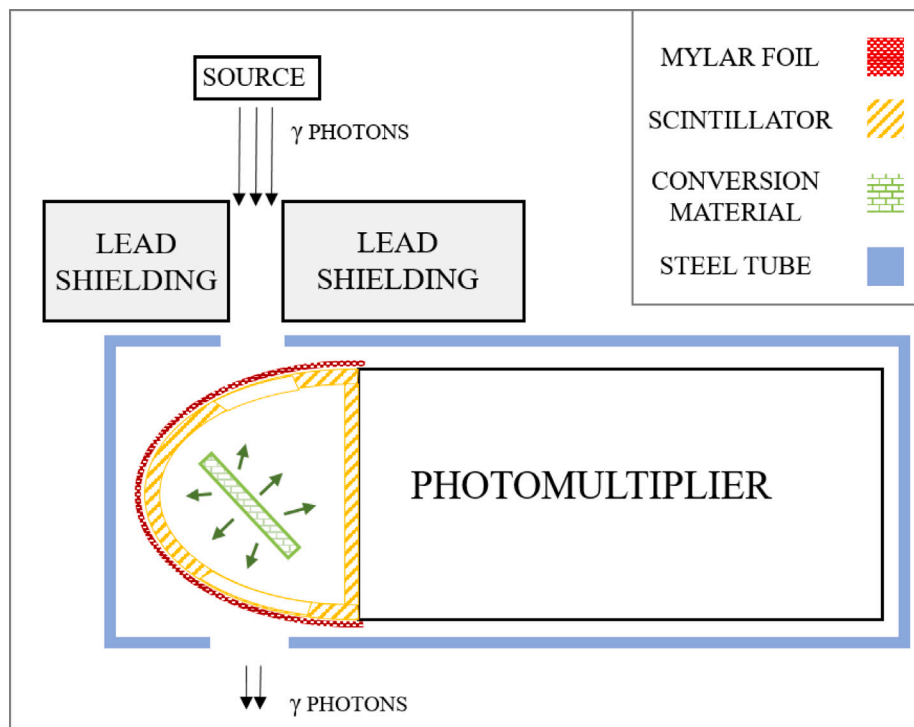 SOURCE
γ PHOTONS
LEAD
SHIELDING
LEAD
SHIELDING
MYLAR FOIL
SCINTILLATOR
CONVERSION
MATERIAL
STEEL TUBE
PHOTOMULTIPLIER
γ PHOTONS